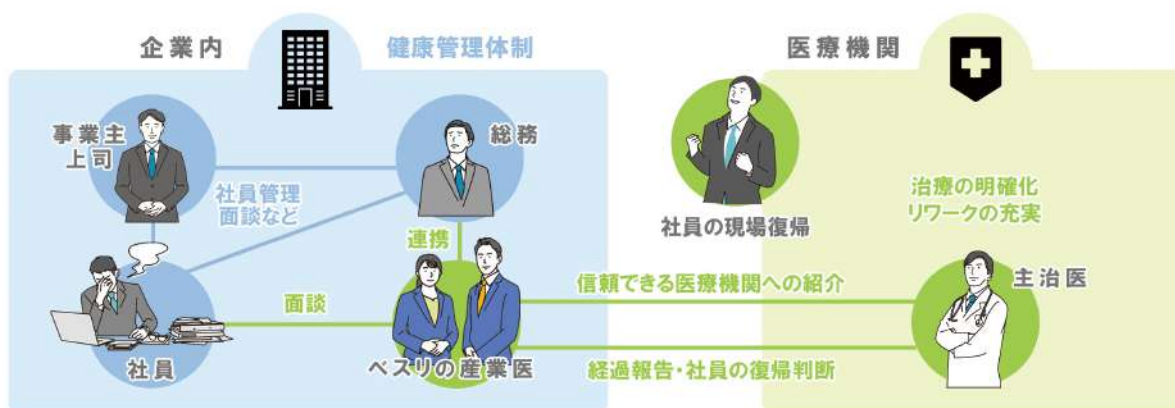 企業内
健康管理体制
医療機関
事業主
上司
総務
社員管理
面談など
連携
社員の現場復帰
治療の明確化
リワークの充実
信頼できる医療機関への紹介
主治医
面談
社員
ベスリの産業医
経過報告・社員の復帰判断